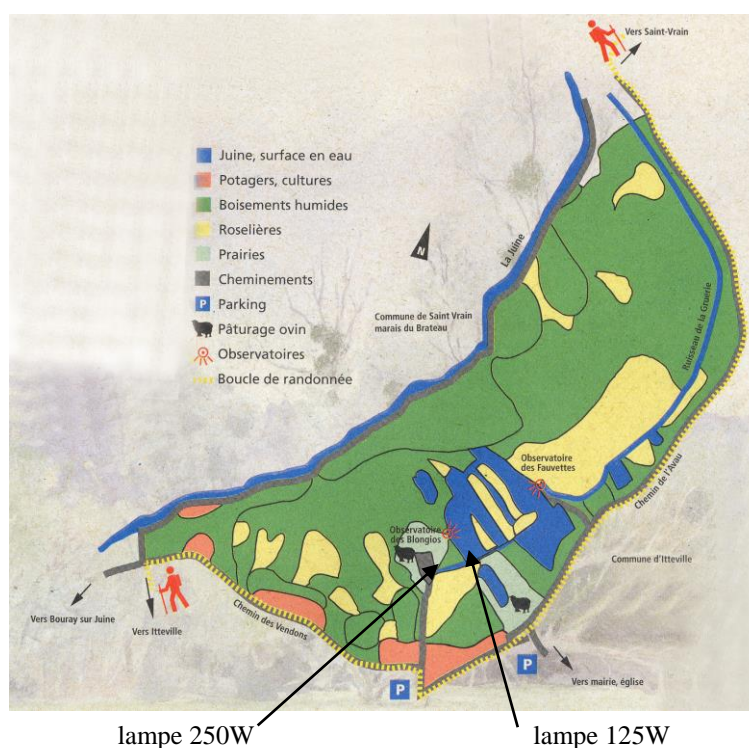 Vers Saint-Vrain
Juine, surface en eau
Potagers, cultures
Boisements humides
Roselières
Prairies
Cheminements
P Parking
Pâturage ovin
Observatoires
Boucle de randonnée
N
La Juine
Commune de Saint Vrain
marais du Brateau
Ruisseau de la Gruerie
Observatoire
des Fauvettes
Chemin de l'Avau
Observatoire
des Blongios
Commune d'Itteville
Vers Bouray sur Juine
Vers Itteville
Chemin des Vendons
P
P
Vers mairie, église
lampe 250W
lampe 125W